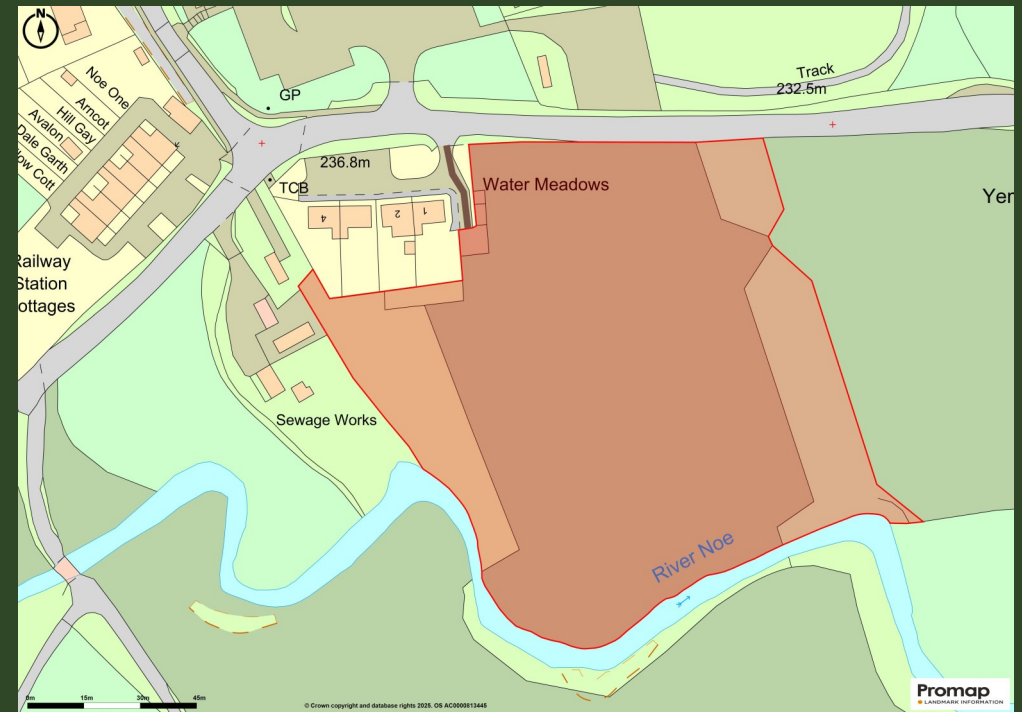 N
Noe One
Arncot
Hill Gay
Avalon
Dale Garth
low Cott
GP
Track
232.5m
236.8m
TCB
Water Meadows
Yer
4
2
1
Railway
Station
ottages
Sewage Works
River Noe
0m 15m 30m 45m
© Crown copyright and database rights 2025. OS AC0000813445
Promap
LANDMARK INFORMATION